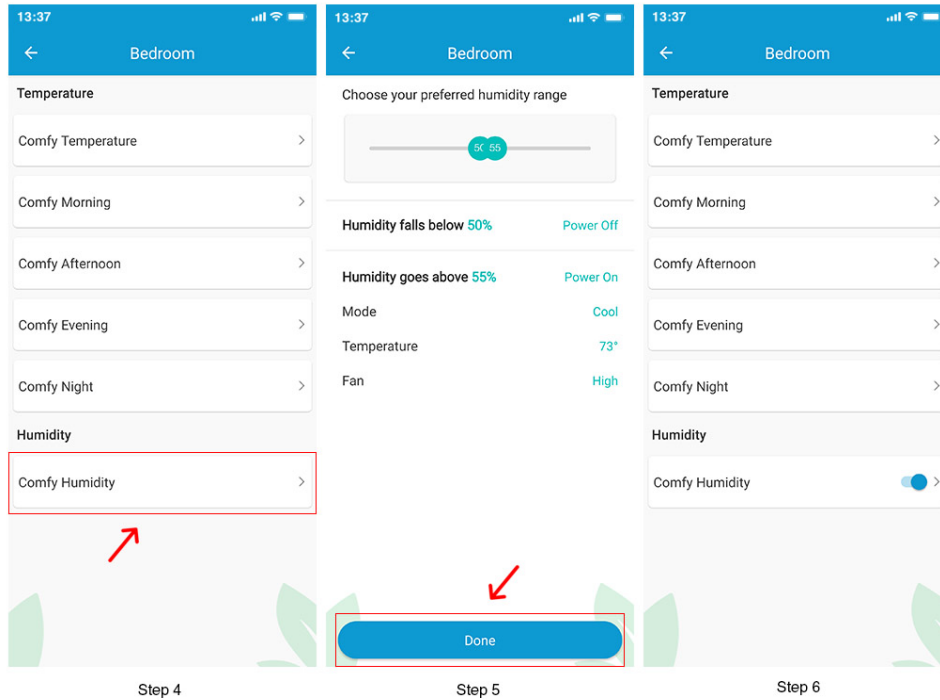 13:37
Bedroom
Temperature
Comfy Temperature
Comfy Morning
Comfy Afternoon
Comfy Evening
Comfy Night
Humidity
Comfy Humidity
Step 4
13:37
Bedroom
Choose your preferred humidity range
50 55
Humidity falls below 50% Power Off
Humidity goes above 55% Power On
Mode Cool
Temperature 73°
Fan High
Done
Step 5
13:37
Bedroom
Temperature
Comfy Temperature
Comfy Morning
Comfy Afternoon
Comfy Evening
Comfy Night
Humidity
Comfy Humidity
Step 6